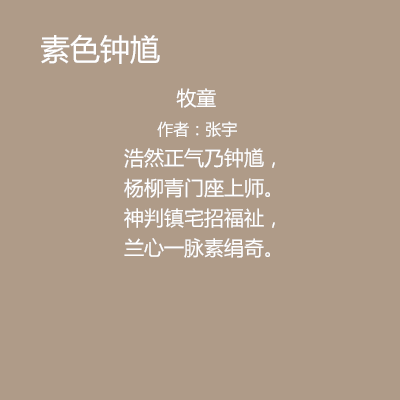 素色钟馗
牧童
作者：张宇
浩然正气乃钟馗，
杨柳青门座上师。
神判镇宅招福祉，
兰心一脉素绢奇。